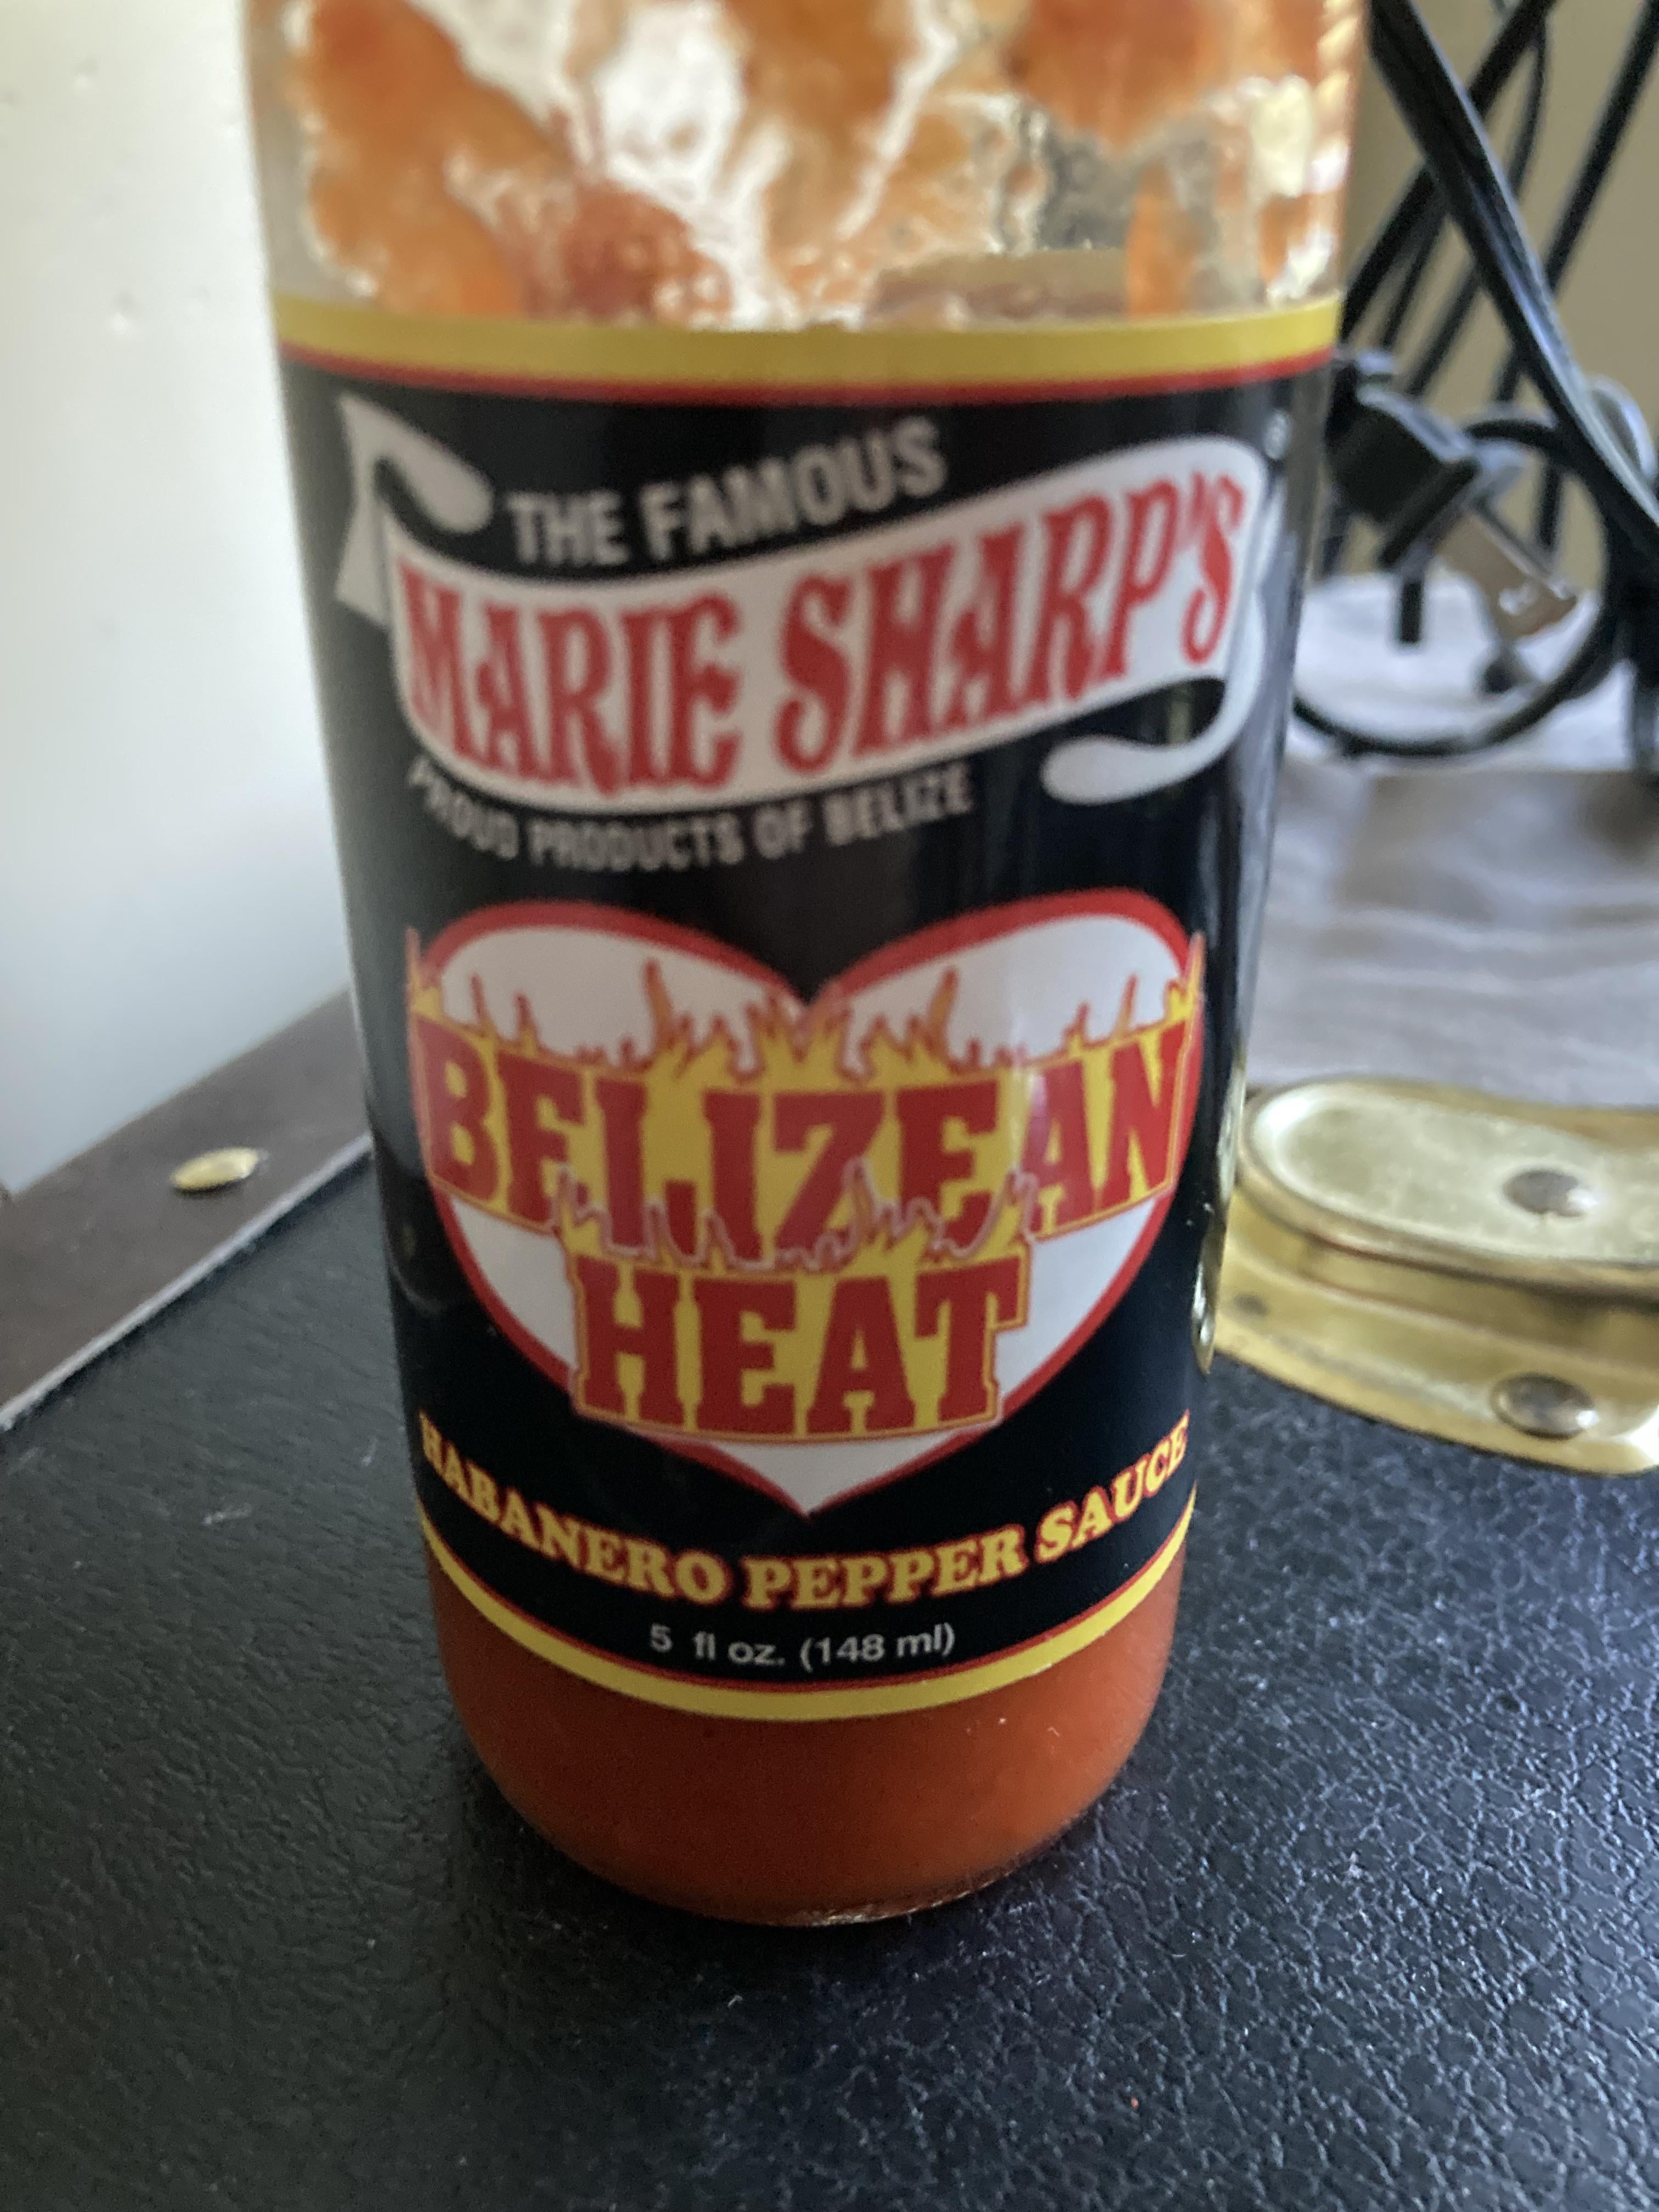 THE FAMOUS
MARIE SHARP'S
PROUD PRODUCTS OF BELIZE
BELIZEAN
HEAT
HABANERO PEPPER SAUCE
5 fl oz. (148 ml)